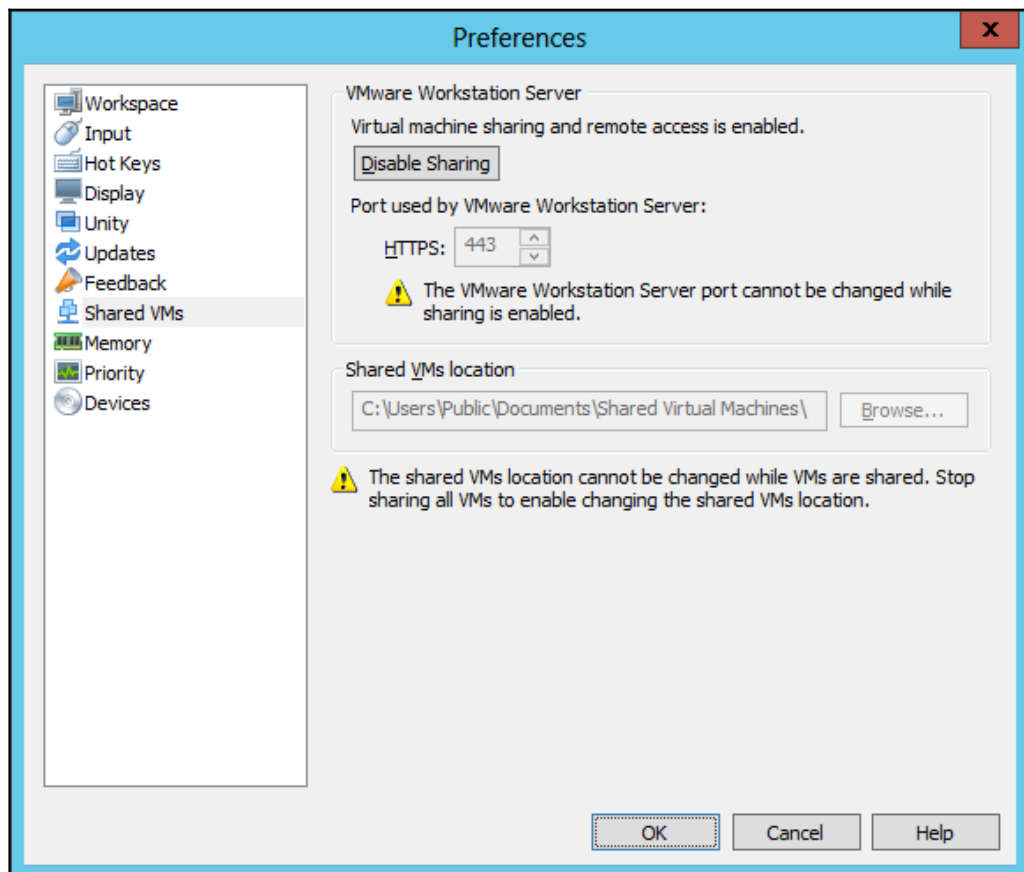 Preferences
x
Workspace
Input
Hot Keys
Display
Unity
Updates
Feedback
Shared VMs
Memory
Priority
Devices
VMware Workstation Server
Virtual machine sharing and remote access is enabled.
Disable Sharing
Port used by VMware Workstation Server:
HTTPS: 443
The VMware Workstation Server port cannot be changed while
sharing is enabled.
Shared VMs location
C:\Users\Public\Documents\Shared Virtual Machines\ Browse...
The shared VMs location cannot be changed while VMs are shared. Stop
sharing all VMs to enable changing the shared VMs location.
OK Cancel Help